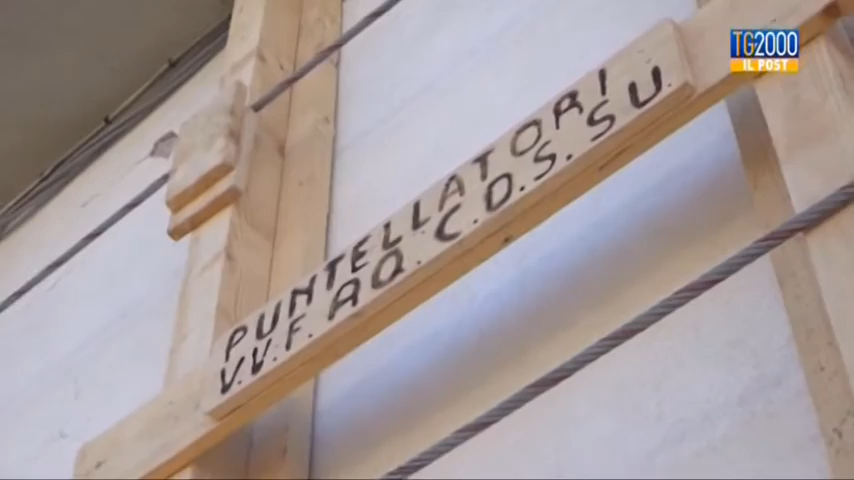 TG2000
IL POST
PUNTELLATORI
V.V.F. AQ. C.D.S. SU